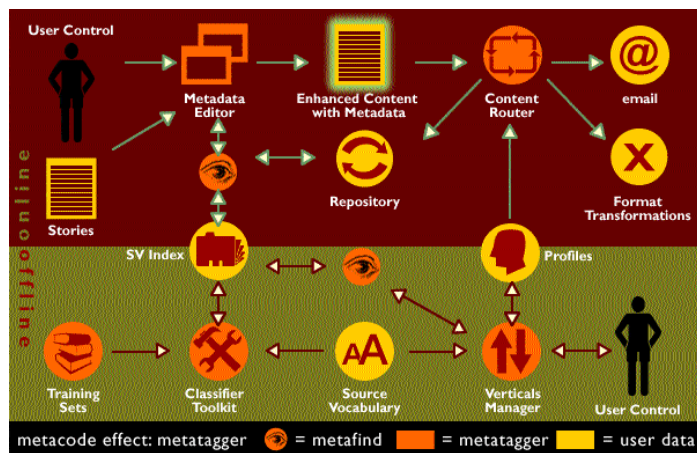 User Control
Metadata
Editor
Enhanced Content
with Metadata
Content
Router
@
email
Stories
Repository
X
Format
Transformations
online
offline
SV Index
Profiles
Training
Sets
Classifier
Toolkit
AA
Source
Vocabulary
Verticals
Manager
User Control
metacode effect: metatagger = metafind = metatagger = user data